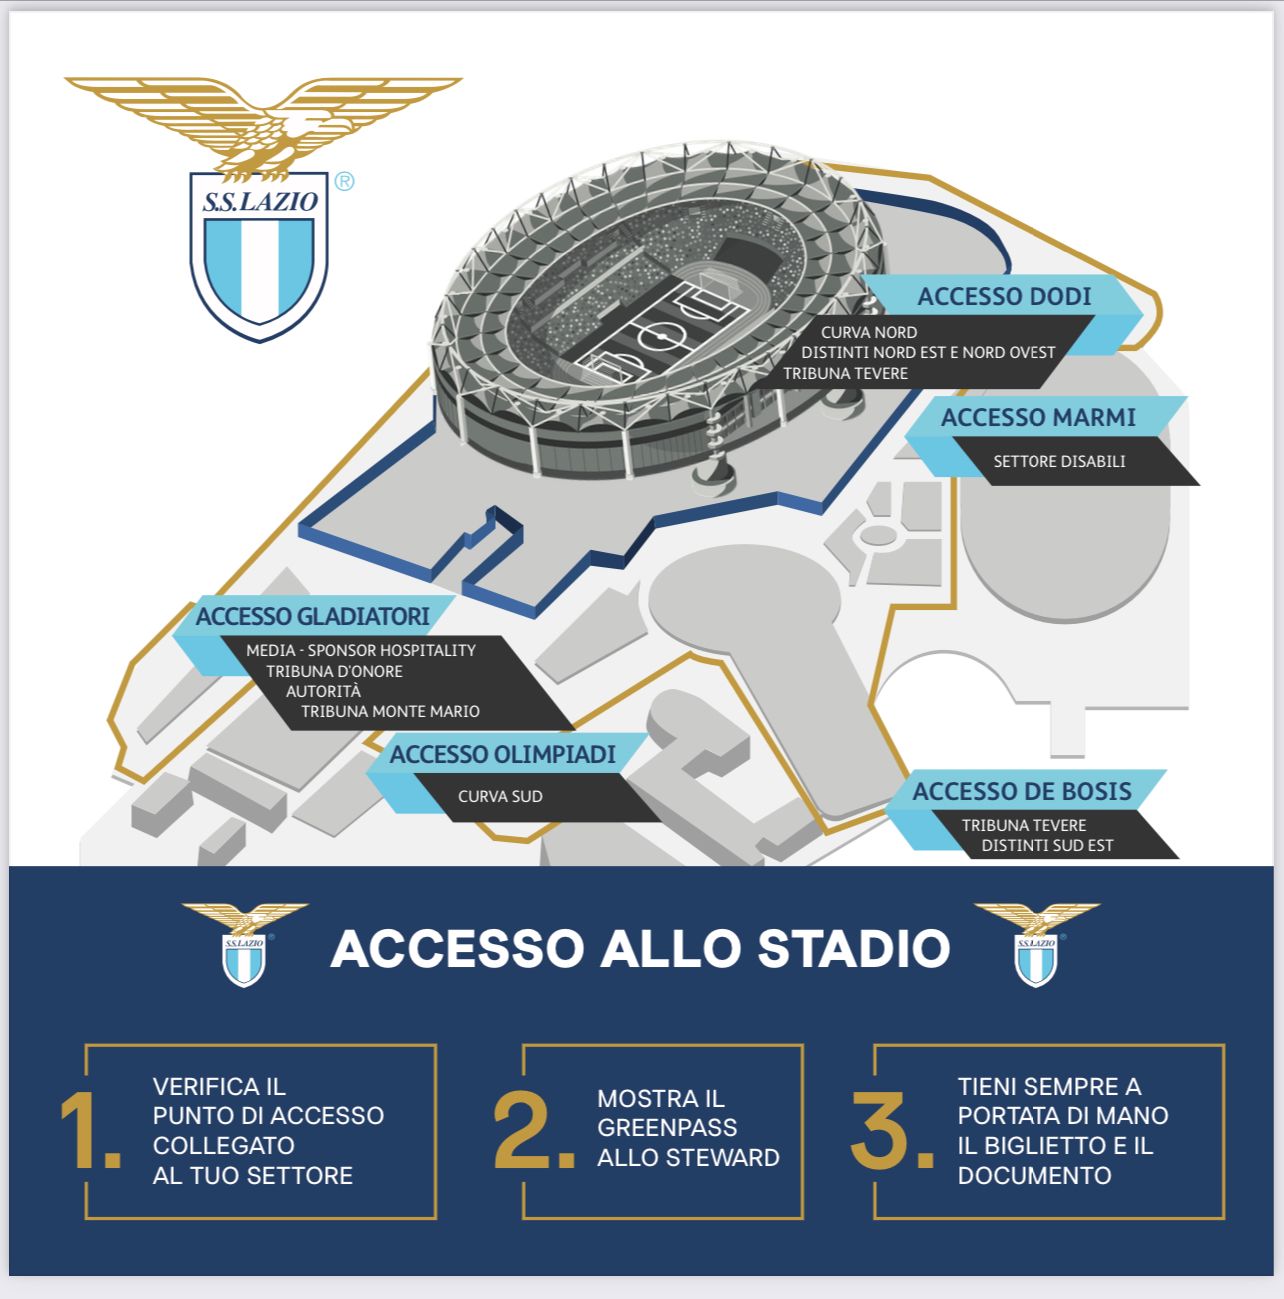 S.S.LAZIO
®
ACCESSO DODI
CURVA NORD
DISTINTI NORD EST E NORD OVEST
TRIBUNA TEVERE
ACCESSO MARMI
SETTORE DISABILI
ACCESSO GLADIATORI
MEDIA - SPONSOR HOSPITALITY
TRIBUNA D'ONORE
AUTORITÀ
TRIBUNA MONTE MARIO
ACCESSO OLIMPIADI
CURVA SUD
ACCESSO DE BOSIS
TRIBUNA TEVERE
DISTINTI SUD EST
S.S.LAZIO
®
ACCESSO ALLO STADIO
S.S.LAZIO
®
1.
VERIFICA IL
PUNTO DI ACCESSO
COLLEGATO
AL TUO SETTORE
2.
MOSTRA IL
GREENPASS
ALLO STEWARD
3.
TIENI SEMPRE A
PORTATA DI MANO
IL BIGLIETTO E IL
DOCUMENTO